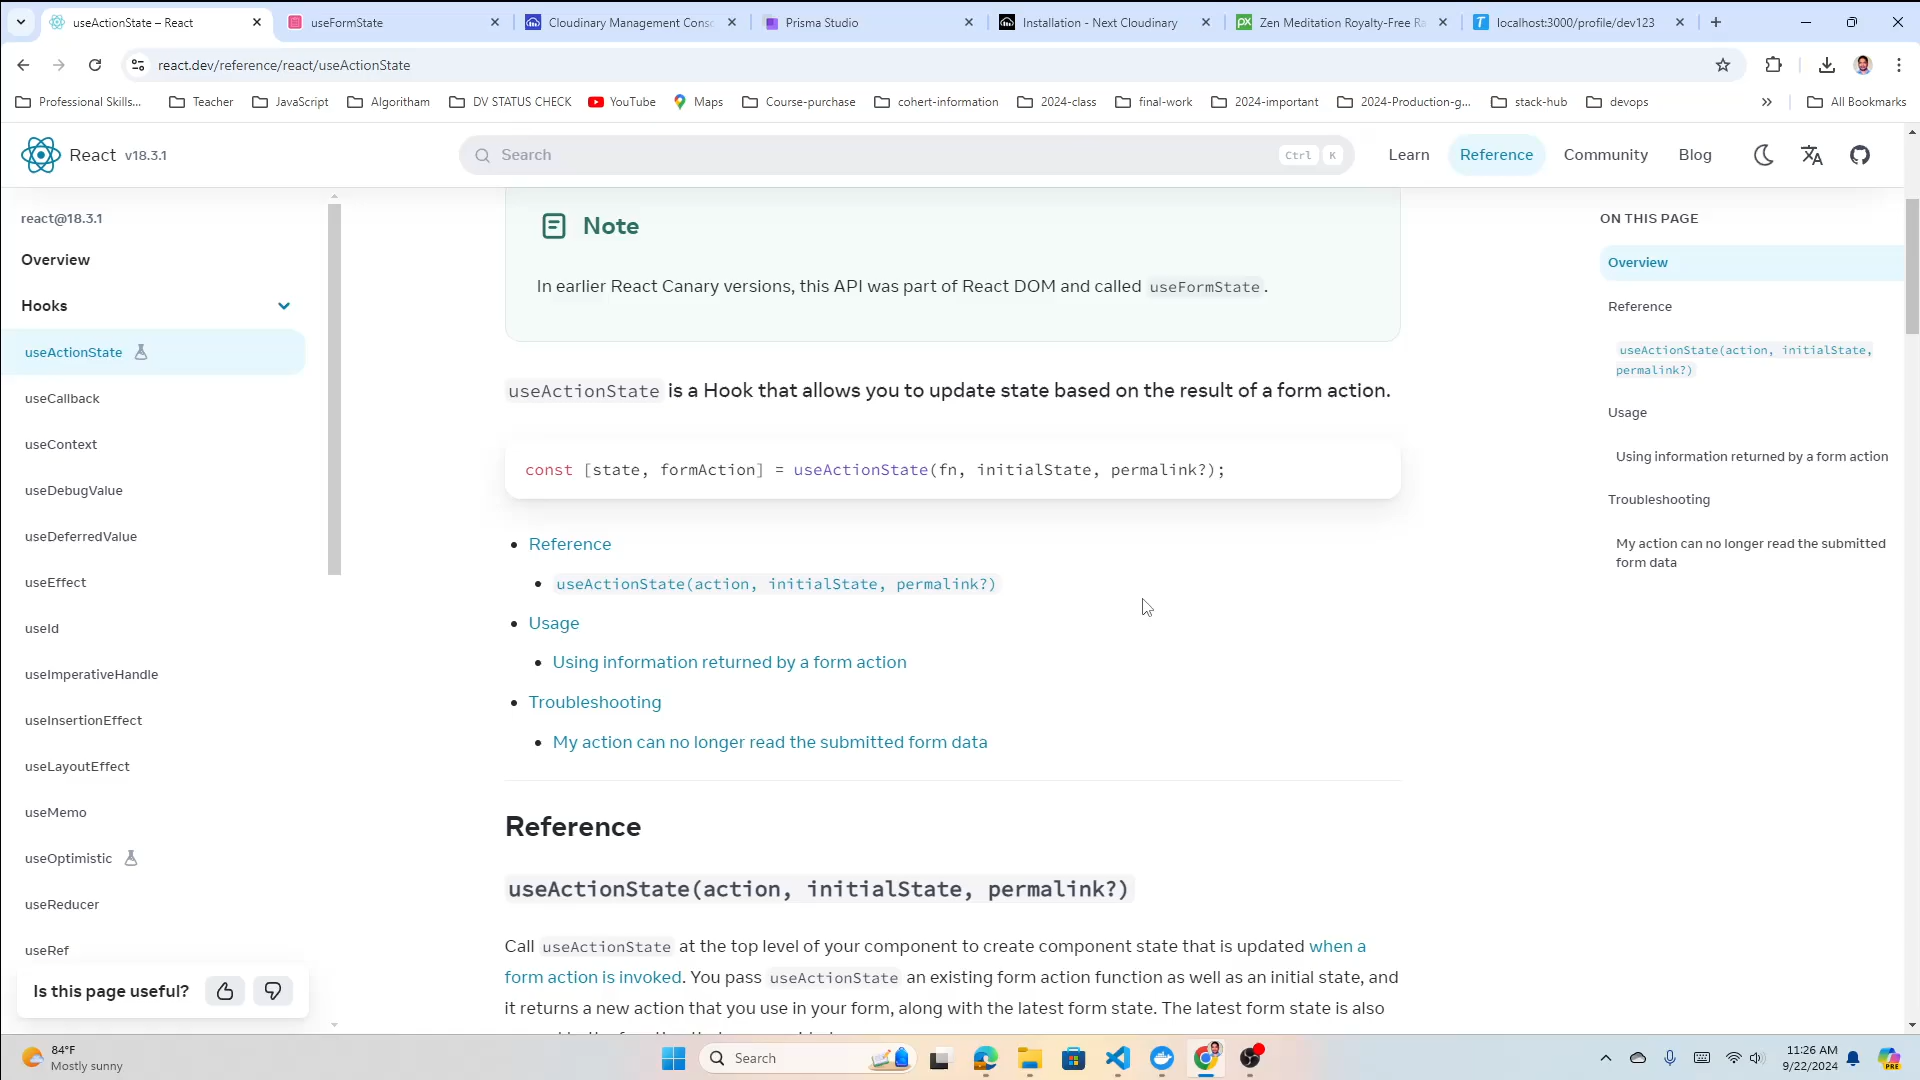 useActionState – React
useFormState
Cloudinary Management Conso
Prisma Studio
Installation - Next Cloudinary
Zen Meditation Royalty-Free Ra
localhost:3000/profile/dev123
react.dev/reference/react/useActionState
Professional Skills...
Teacher
JavaScript
Algoritham
DV STATUS CHECK
YouTube
Maps
Course-purchase
cohert-information
2024-class
final-work
2024-important
2024-Production-g...
stack-hub
devops
All Bookmarks
React v18.3.1
Search
Ctrl K
Learn
Reference
Community
Blog
react@18.3.1
Overview
Hooks
useActionState
useCallback
useContext
useDebugValue
useDeferredValue
useEffect
useId
useImperativeHandle
useInsertionEffect
useLayoutEffect
useMemo
useOptimistic
useReducer
useRef
Is this page useful?
Note
In earlier React Canary versions, this API was part of React DOM and called useFormState.
useActionState is a Hook that allows you to update state based on the result of a form action.
const [state, formAction] = useActionState(fn, initialState, permalink?);
Reference
useActionState(action, initialState, permalink?)
Usage
Using information returned by a form action
Troubleshooting
My action can no longer read the submitted form data
Reference
useActionState(action, initialState, permalink?)
Call useActionState at the top level of your component to create component state that is updated when a
form action is invoked. You pass useActionState an existing form action function as well as an initial state, and
it returns a new action that you use in your form, along with the latest form state. The latest form state is also
ON THIS PAGE
Overview
Reference
useActionState(action, initialState,
permalink?)
Usage
Using information returned by a form action
Troubleshooting
My action can no longer read the submitted
form data
84°F
Mostly sunny
Search
11:26 AM
9/22/2024
PRE